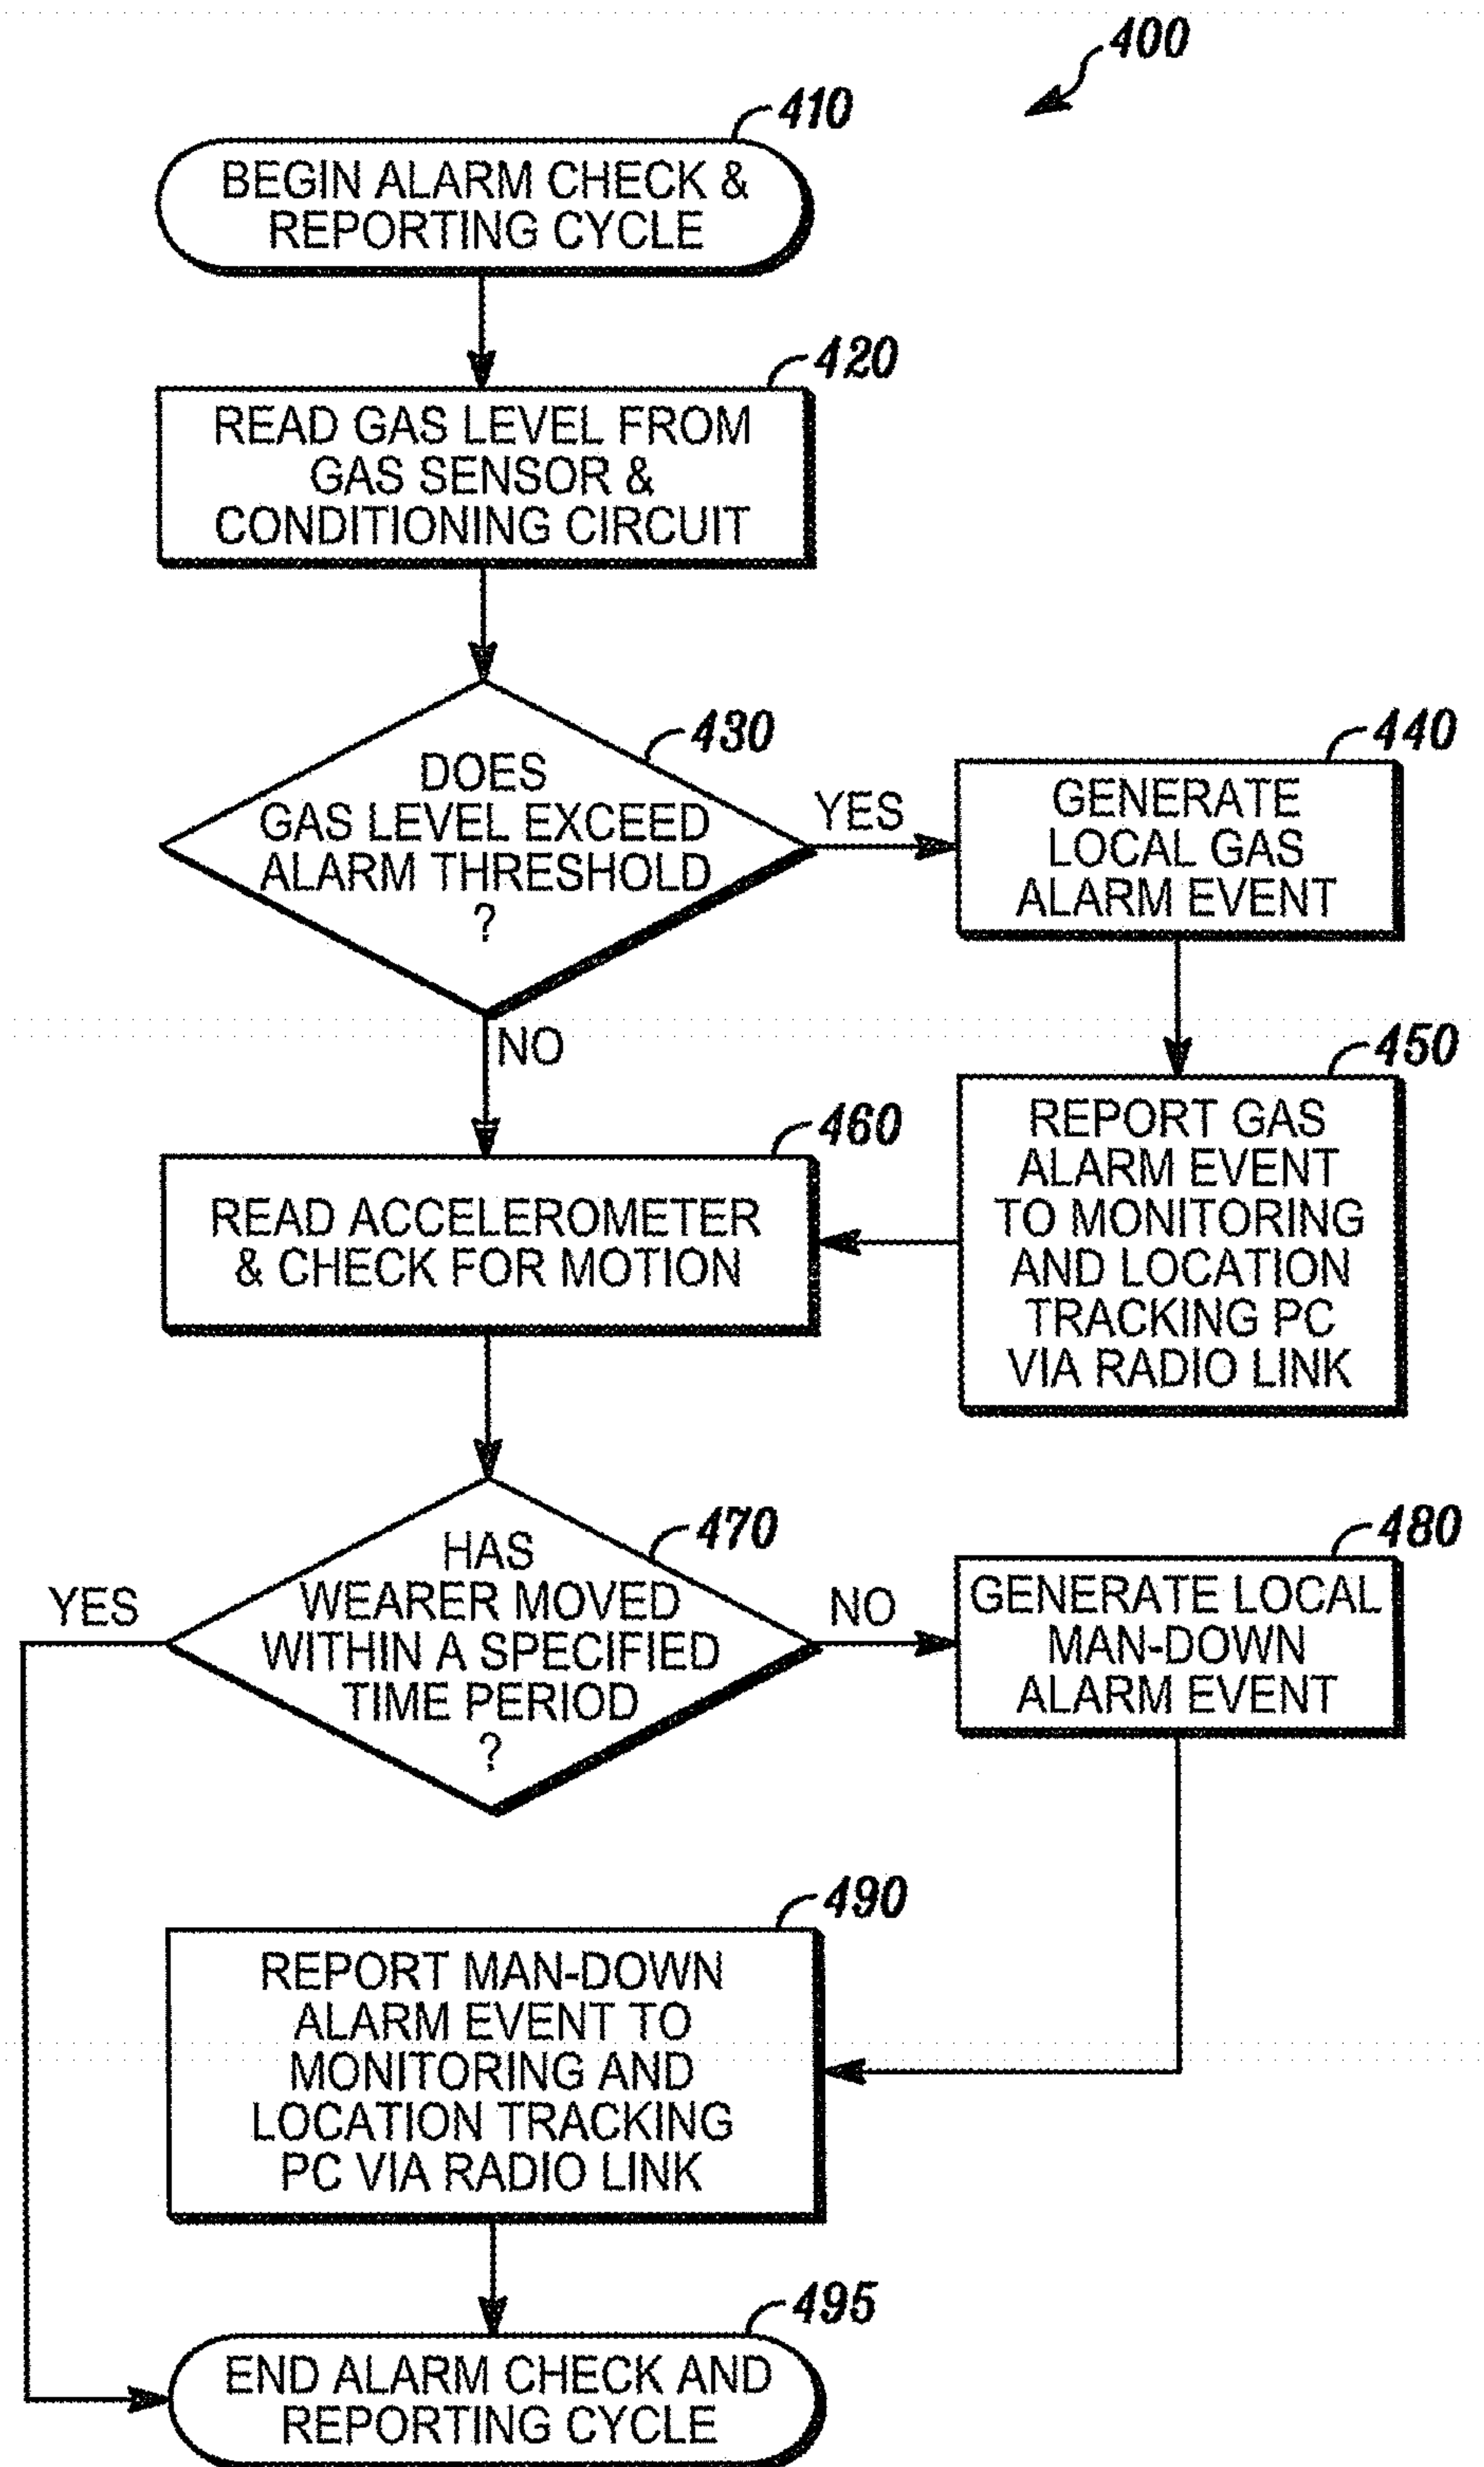 400
410
BEGIN ALARM CHECK &
REPORTING CYCLE
420
READ GAS LEVEL FROM
GAS SENSOR &
CONDITIONING CIRCUIT
430
DOES
GAS LEVEL EXCEED
ALARM THRESHOLD
?
YES
NO
440
GENERATE
LOCAL GAS
ALARM EVENT
450
REPORT GAS
ALARM EVENT
TO MONITORING
AND LOCATION
TRACKING PC
VIA RADIO LINK
460
READ ACCELEROMETER
& CHECK FOR MOTION
470
HAS
WEARER MOVED
WITHIN A SPECIFIED
TIME PERIOD
?
YES
NO
480
GENERATE LOCAL
MAN-DOWN
ALARM EVENT
490
REPORT MAN-DOWN
ALARM EVENT TO
MONITORING AND
LOCATION TRACKING
PC VIA RADIO LINK
495
END ALARM CHECK AND
REPORTING CYCLE